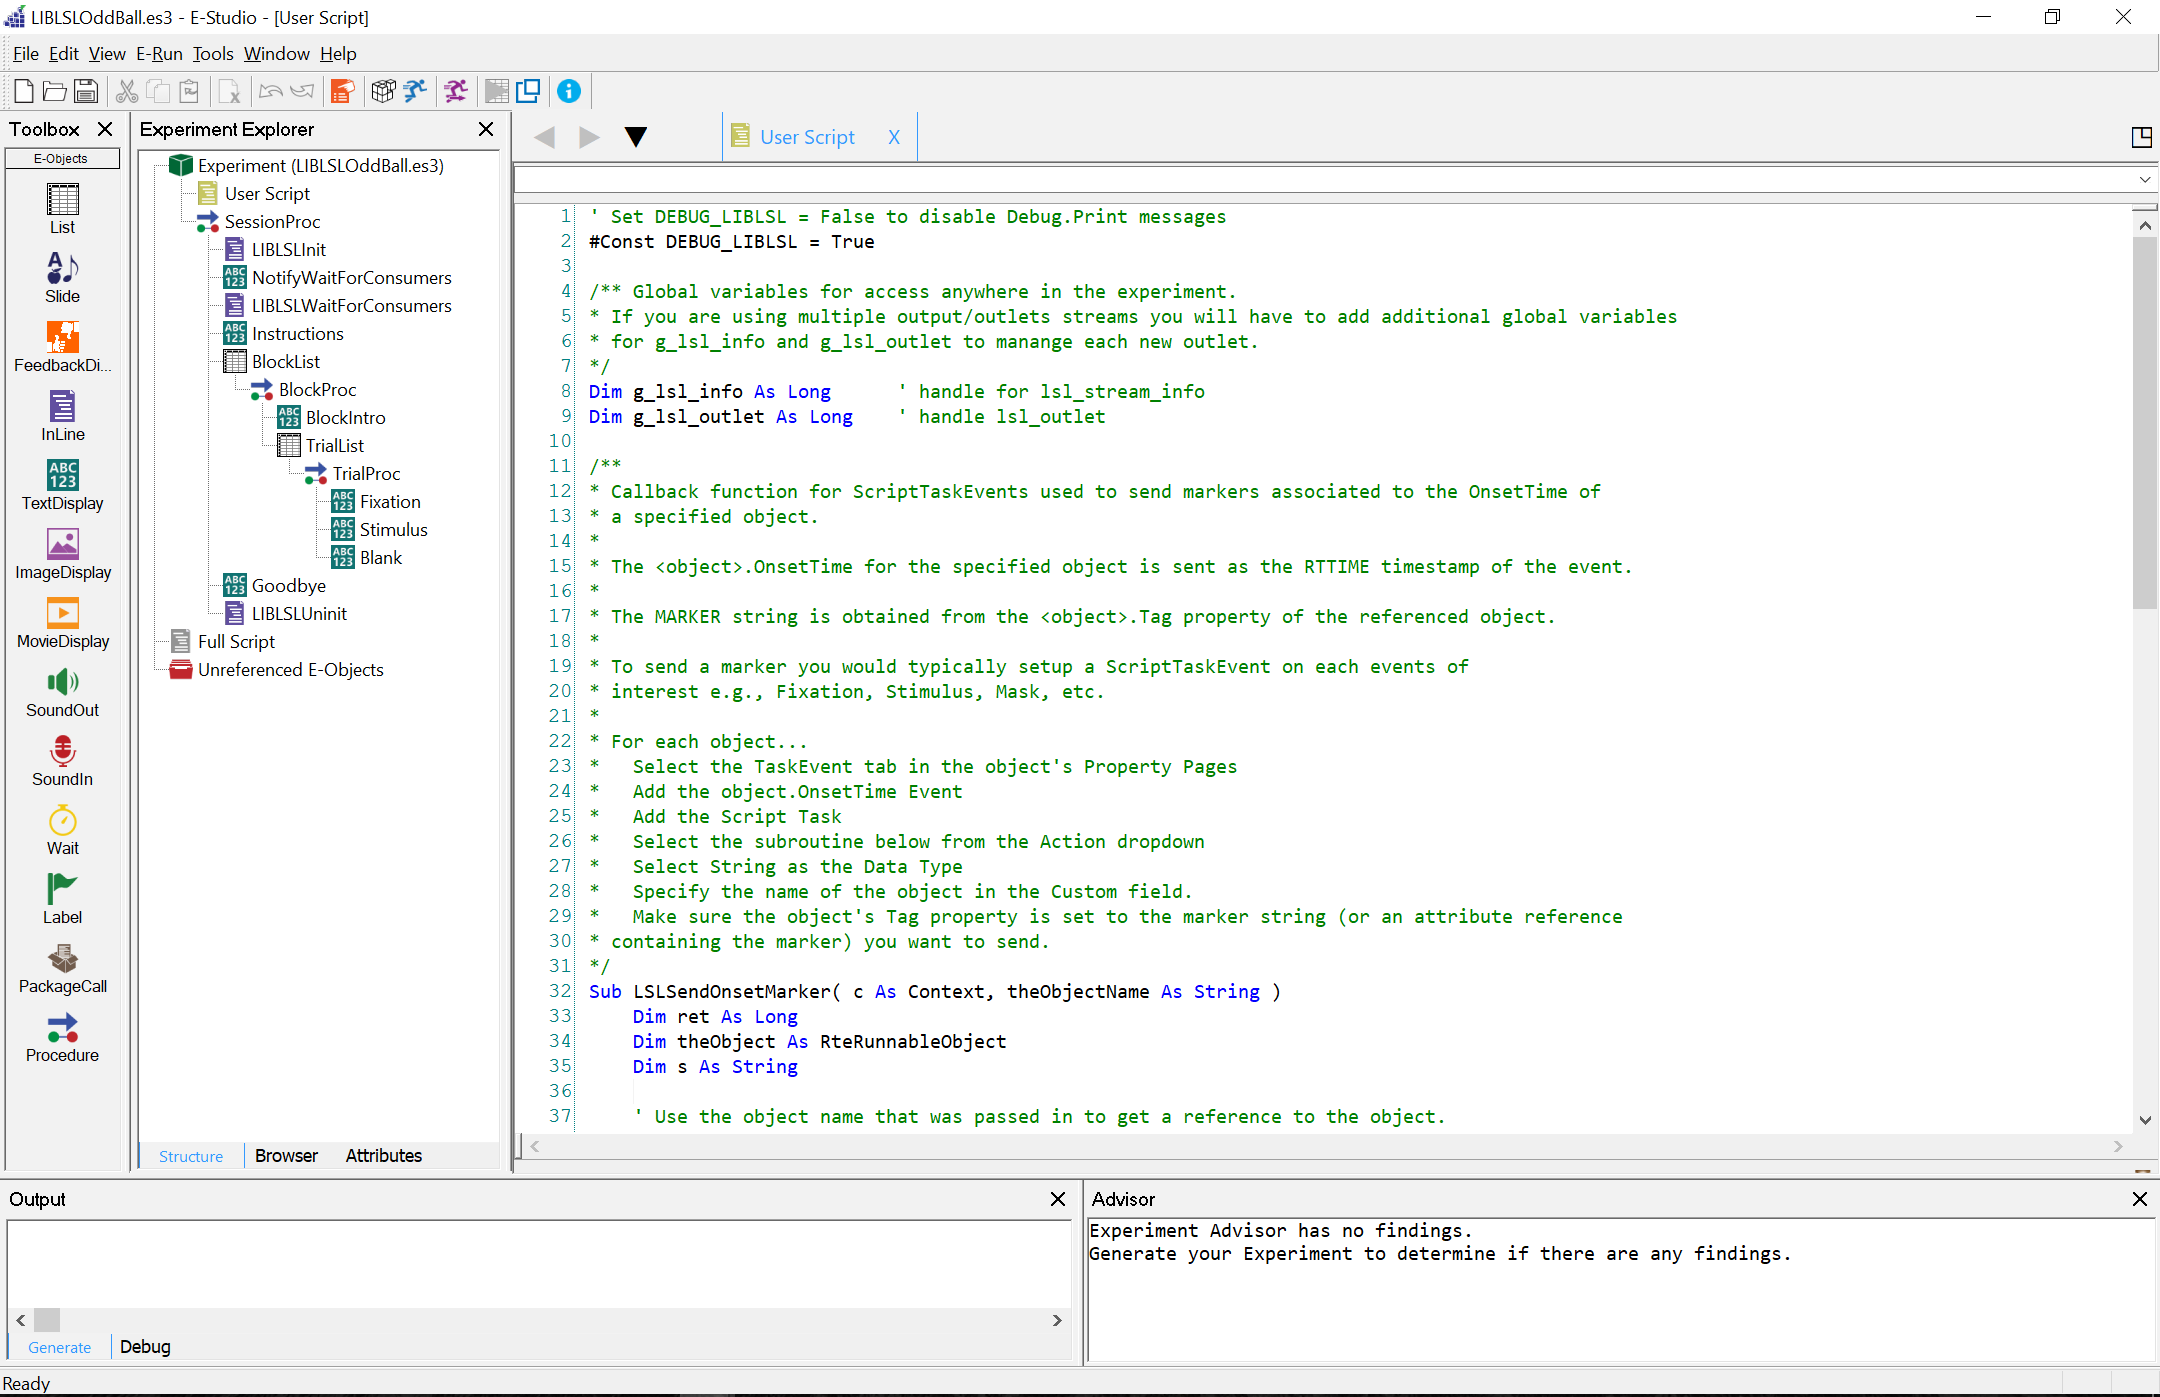 LIBLSLOddBall.es3 - E-Studio - [User Script]
File Edit View E-Run Tools Window Help
Toolbox
E-Objects
List
Slide
FeedbackDi...
InLine
ABC
123
TextDisplay
ImageDisplay
MovieDisplay
SoundOut
SoundIn
Wait
Label
PackageCall
Procedure
Experiment Explorer
Experiment (LIBLSLOddBall.es3)
User Script
SessionProc
LIBLSLInit
ABC 123 NotifyWaitForConsumers
LIBLSLWaitForConsumers
ABC 123 Instructions
BlockList
BlockProc
ABC 123 BlockIntro
TrialList
TrialProc
ABC 123 Fixation
ABC 123 Stimulus
ABC 123 Blank
ABC 123 Goodbye
LIBLSLUninit
Full Script
Unreferenced E-Objects
Structure Browser Attributes
User Script X
1 ' Set DEBUG_LIBLSL = False to disable Debug.Print messages
2 #Const DEBUG_LIBLSL = True
3
4 /** Global variables for access anywhere in the experiment.
5 * If you are using multiple output/outlets streams you will have to add additional global variables
6 * for g_lsl_info and g_lsl_outlet to manange each new outlet.
7 */
8 Dim g_lsl_info As Long ' handle for lsl_stream_info
9 Dim g_lsl_outlet As Long ' handle lsl_outlet
10
11 /**
12 * Callback function for ScriptTaskEvents used to send markers associated to the OnsetTime of
13 * a specified object.
14 *
15 * The <object>.OnsetTime for the specified object is sent as the RTTIME timestamp of the event.
16 *
17 * The MARKER string is obtained from the <object>.Tag property of the referenced object.
18 *
19 * To send a marker you would typically setup a ScriptTaskEvent on each events of
20 * interest e.g., Fixation, Stimulus, Mask, etc.
21 *
22 * For each object...
23 * Select the TaskEvent tab in the object's Property Pages
24 * Add the object.OnsetTime Event
25 * Add the Script Task
26 * Select the subroutine below from the Action dropdown
27 * Select String as the Data Type
28 * Specify the name of the object in the Custom field.
29 * Make sure the object's Tag property is set to the marker string (or an attribute reference
30 * containing the marker) you want to send.
31 */
32 Sub LSLSendOnsetMarker( c As Context, theObjectName As String )
33 Dim ret As Long
34 Dim theObject As RteRunnableObject
35 Dim s As String
36
37 ' Use the object name that was passed in to get a reference to the object.
Output
Generate Debug
Advisor
Experiment Advisor has no findings.
Generate your Experiment to determine if there are any findings.
Ready